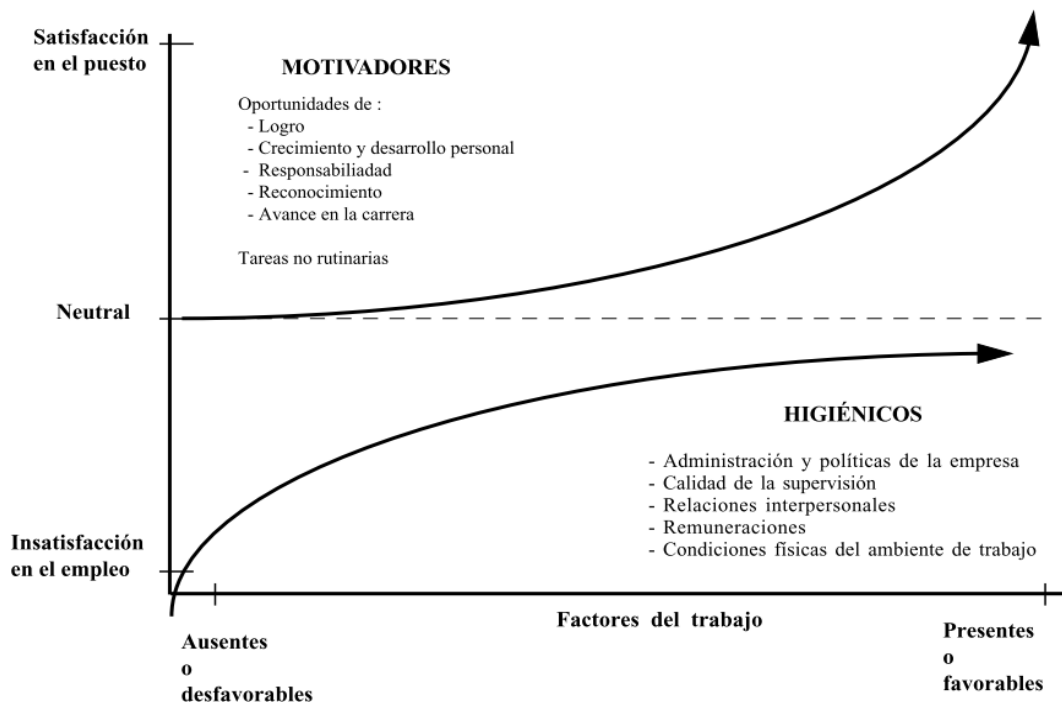 Satisfacción
en el puesto
MOTIVADORES
Oportunidades de :
- Logro
- Crecimiento y desarrollo personal
- Responsabiliadad
- Reconocimiento
- Avance en la carrera
Tareas no rutinarias
Neutral
HIGIÉNICOS
- Administración y políticas de la empresa
- Calidad de la supervisión
- Relaciones interpersonales
- Remuneraciones
- Condiciones físicas del ambiente de trabajo
Insatisfacción
en el empleo
Factores del trabajo
Ausentes
o
desfavorables
Presentes
o
favorables